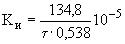 Kи = 134,8 / τ · 0,538 10⁻⁵